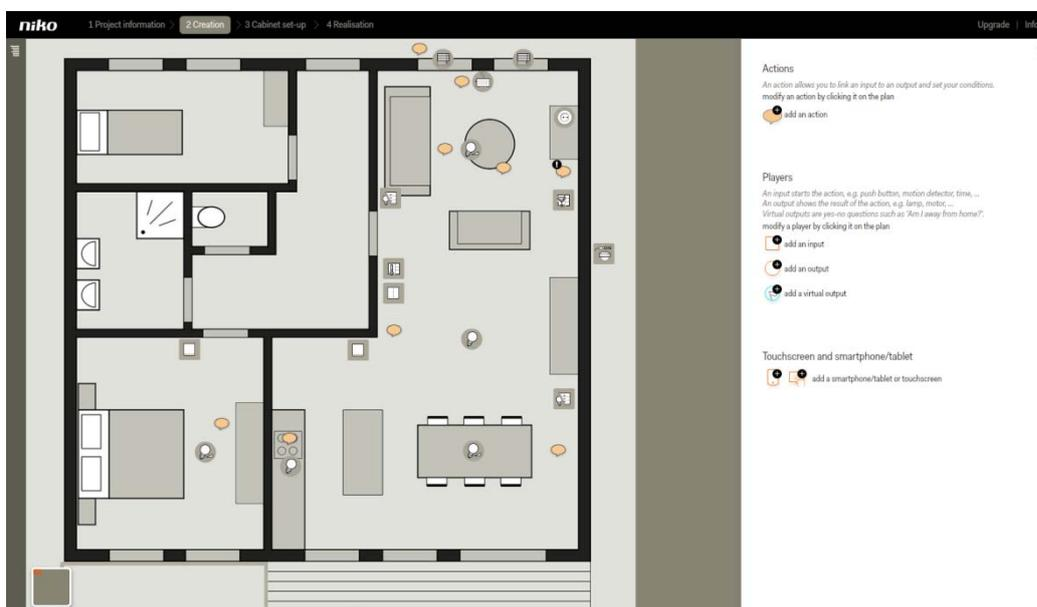 niko
1 Project information > 2 Creation > 3 Cabinet set-up > 4 Realisation
Upgrade | Info
Actions
An action allows you to link an input to an output and set your conditions.
modify an action by clicking it on the plan
add an action
Players
An input starts the action, e.g. push button, motion detector, time, ...
An output shows the result of the action, e.g. lamp, motor, ...
Virtual outputs are yes-no questions such as 'Am I away from home?'.
modify a player by clicking it on the plan
add an input
add an output
add a virtual output
Touchscreen and smartphone/tablet
add a smartphone/tablet or touchscreen